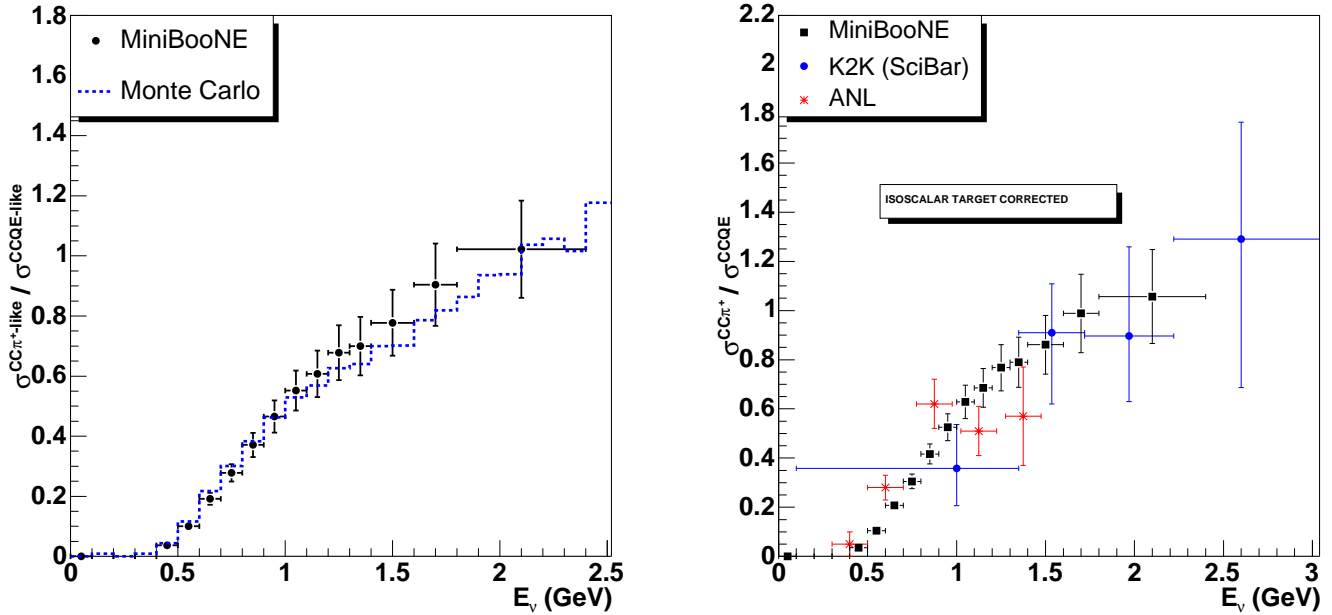 1.8
1.6
1.4
1.2
1
0.8
0.6
0.4
0.2
0
MiniBooNE
Monte Carlo
σ^CCπ⁺-like / σ^CCQE-like
0 0.5 1 1.5 2 2.5
E_ν (GeV)
2.2
2
1.8
1.6
1.4
1.2
1
0.8
0.6
0.4
0.2
0
MiniBooNE
K2K (SciBar)
ANL
ISOSCALAR TARGET CORRECTED
σ^CCπ⁺ / σ^CCQE
0 0.5 1 1.5 2 2.5 3
E_ν (GeV)